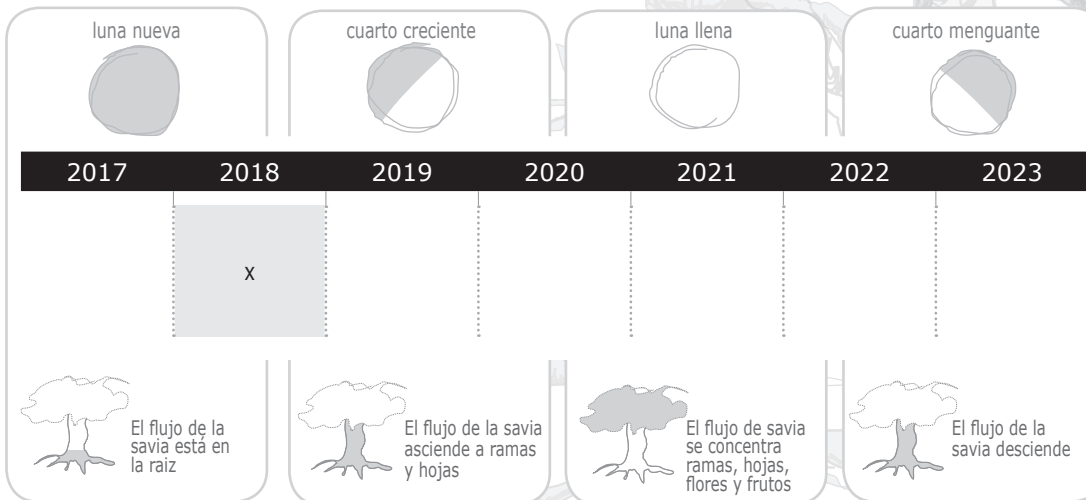 luna nueva
cuarto creciente
luna llena
cuarto menguante
2017 2018 2019 2020 2021 2022 2023
x
El flujo de la
savia está en
la raiz
El flujo de la savia
asciende a ramas
y hojas
El flujo de savia
se concentra
ramas, hojas,
flores y frutos
El flujo de la
savia desciende